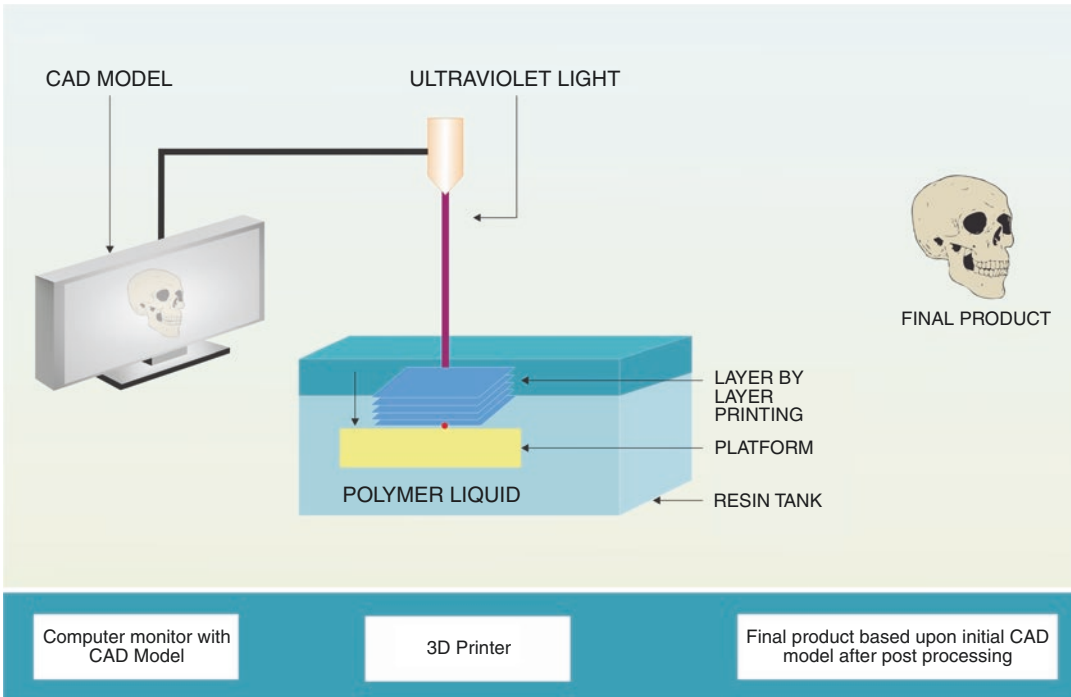 CAD MODEL
ULTRAVIOLET LIGHT
FINAL PRODUCT
LAYER BY
LAYER
PRINTING
PLATFORM
POLYMER LIQUID
RESIN TANK
Computer monitor with
CAD Model
3D Printer
Final product based upon initial CAD
model after post processing